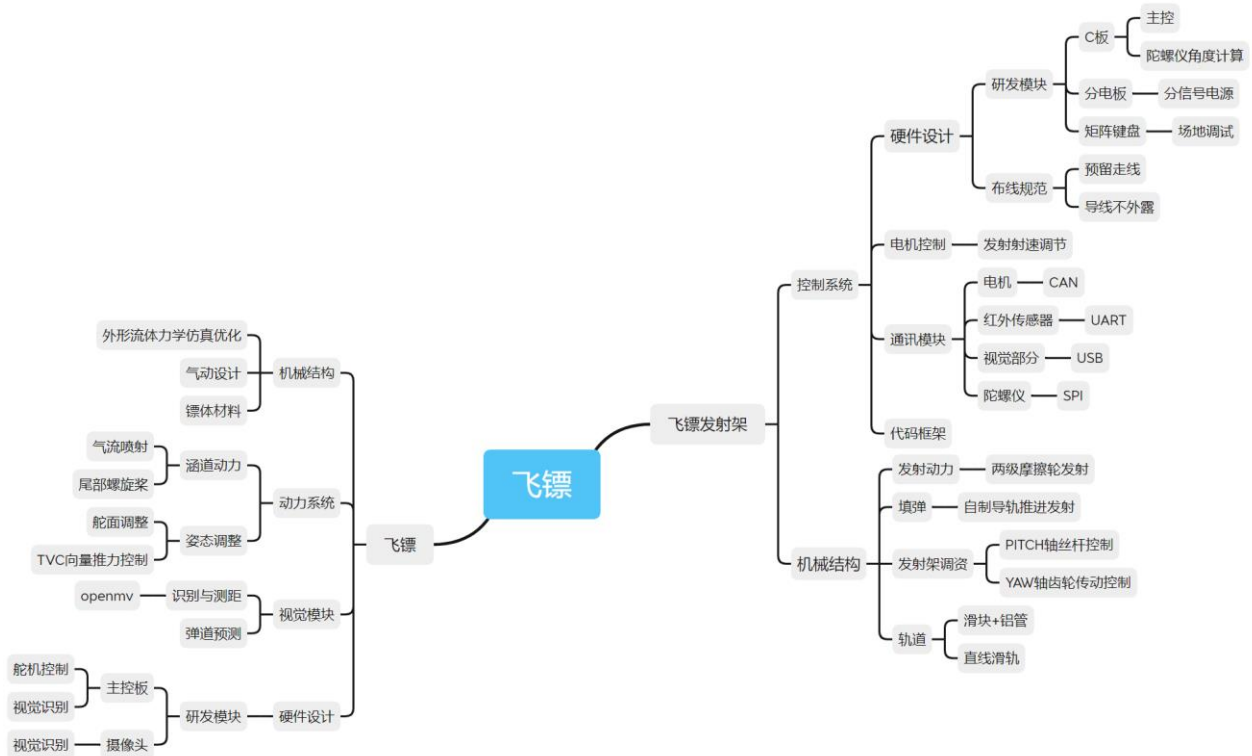 飞镖
飞镖发射架
控制系统
硬件设计
研发模块
C板
主控
陀螺仪角度计算
分电板
分信号电源
矩阵键盘
场地调试
布线规范
预留走线
导线不外露
电机控制
发射射速调节
通讯模块
电机
CAN
红外传感器
UART
视觉部分
USB
陀螺仪
SPI
代码框架
机械结构
发射动力
两级摩擦轮发射
填弹
自制导轨推进发射
发射架调资
PITCH轴丝杆控制
YAW轴齿轮传动控制
轨道
滑块+铝管
直线滑轨
飞镖
机械结构
外形流体力学仿真优化
气动设计
镖体材料
动力系统
涵道动力
气流喷射
尾部螺旋桨
姿态调整
舵面调整
TVC向量推力控制
视觉模块
识别与测距
openmv
弹道预测
硬件设计
研发模块
主控板
舵机控制
视觉识别
摄像头
视觉识别